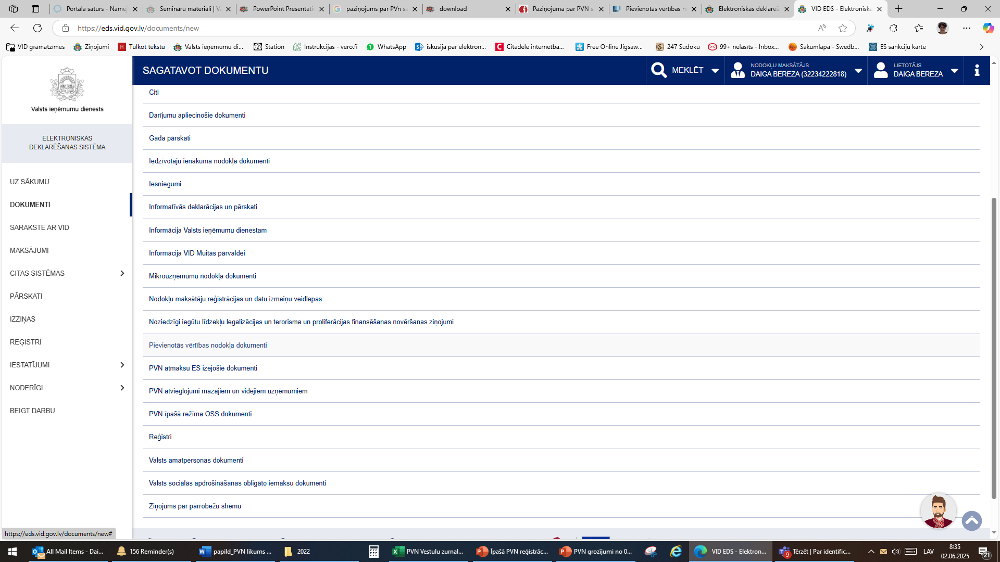 Portāla saturs - Namej
Semināru materiāli | Va
PowerPoint Presentatio
paziņojums par PVn sa
download
Paziņojuma par PVN sa
Pievienotās vērtības no
Elektroniskās deklarēš
VID EDS - Elektroniskā
https://eds.vid.gov.lv/documents/new
VID grāmatzīmes
Ziņojumi
Tulkot tekstu
Valsts ieņēmumu di...
Station
Instrukcijas - vero.fi
WhatsApp
iskusija par elektron...
Citadele internetba...
Free Online Jigsaw...
247 Sudoku
99+ nelasīts - Inbox...
Sākumlapa - Swedb...
ES sankciju karte
Valsts ieņēmumu dienests
ELEKTRONISKĀS
DEKLARĒŠANAS SISTĒMA
UZ SĀKUMU
DOKUMENTI
SARAKSTE AR VID
MAKSĀJUMI
CITAS SISTĒMAS
PĀRSKATI
IZZIŅAS
REĢISTRI
IESTATĪJUMI
NODERĪGI
BEIGT DARBU
SAGATAVOT DOKUMENTU
MEKLĒT
NODOKĻU MAKSĀTĀJS
DAIGA BEREZA (32234222818)
LIETOTĀJS
DAIGA BEREZA
Citi
Darījumu apliecinošie dokumenti
Gada pārskati
Iedzīvotāju ienākuma nodokļa dokumenti
Iesniegumi
Informatīvās deklarācijas un pārskati
Informācija Valsts ieņēmumu dienestam
Informācija VID Muitas pārvaldei
Mikrouzņēmumu nodokļa dokumenti
Nodokļu maksātāju reģistrācijas un datu izmaiņu veidlapas
Noziedzīgi iegūtu līdzekļu legalizācijas un terorisma un proliferācijas finansēšanas novēršanas ziņojumi
Pievienotās vērtības nodokļa dokumenti
PVN atmaksu ES izejošie dokumenti
PVN atvieglojumi mazajiem un vidējiem uzņēmumiem
PVN īpašā režīma OSS dokumenti
Reģistri
Valsts amatpersonas dokumenti
Valsts sociālās apdrošināšanas obligāto iemaksu dokumenti
Ziņojums par pārrobežu shēmu
https://eds.vid.gov.lv/documents/new#
All Mail Items - Dai...
156 Reminder(s)
papild_PVN likums ...
2022
PVN Vestulu zurnal...
Īpašā PVN reģistrāc...
PVN grozījumi no 0...
VID EDS - Elektron...
9
Tērzēt | Par identific...
LAV
8:35
02.06.2025
21